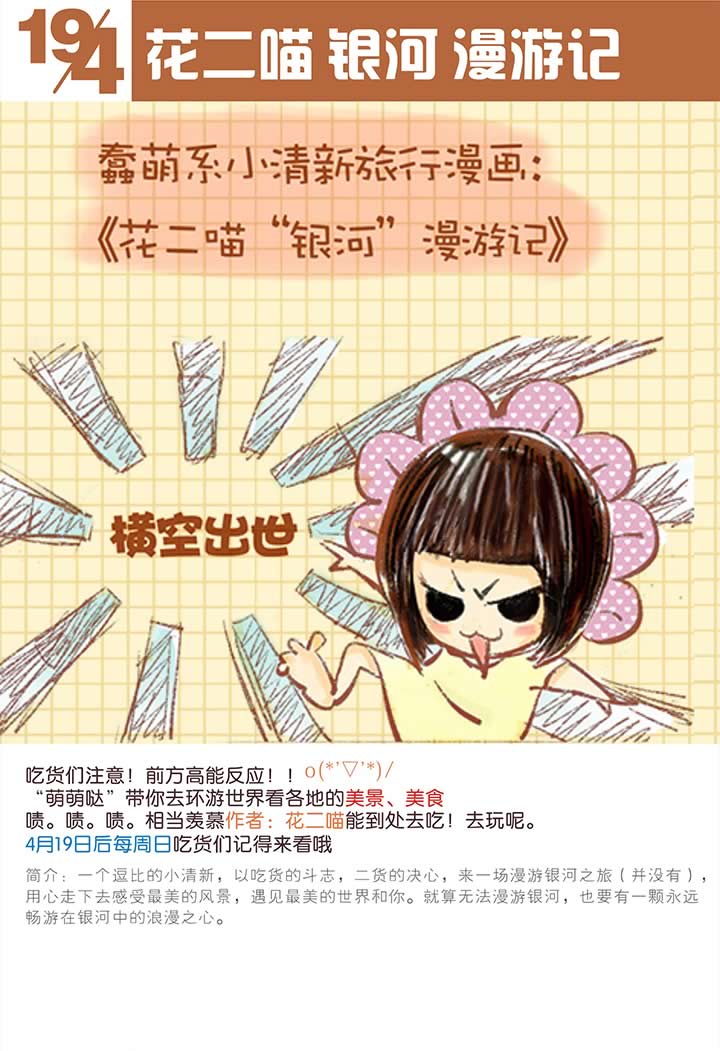 19/4
花二喵 银河 漫游记
蠢萌系小清新旅行漫画：
《花二喵“银河”漫游记》
横空出世
吃货们注意！前方高能反应！！o(*'▽'*)/
“萌萌哒”带你去环游世界看各地的美景、美食
啧。啧。啧。相当羡慕作者：花二喵能到处去吃！去玩呢。
4月19日后每周日吃货们记得来看哦
简介：一个逗比的小清新，以吃货的斗志，二货的决心，来一场漫游银河之旅（并没有），
用心走下去感受最美的风景，遇见最美的世界和你。就算无法漫游银河，也要有一颗永远
畅游在银河中的浪漫之心。